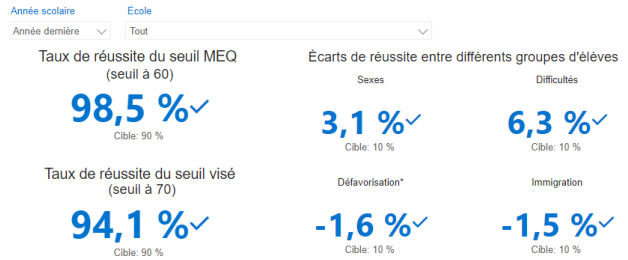 Année scolaire
École
Année dernière
Tout
Taux de réussite du seuil MEQ
(seuil à 60)
98,5 %
Cible: 90 %
Taux de réussite du seuil visé
(seuil à 70)
94,1 %
Cible: 90 %
Écarts de réussite entre différents groupes d'élèves
Sexes
3,1 %
Cible: 10 %
Difficultés
6,3 %
Cible: 10 %
Défavorisation*
-1,6 %
Cible: 10 %
Immigration
-1,5 %
Cible: 10 %